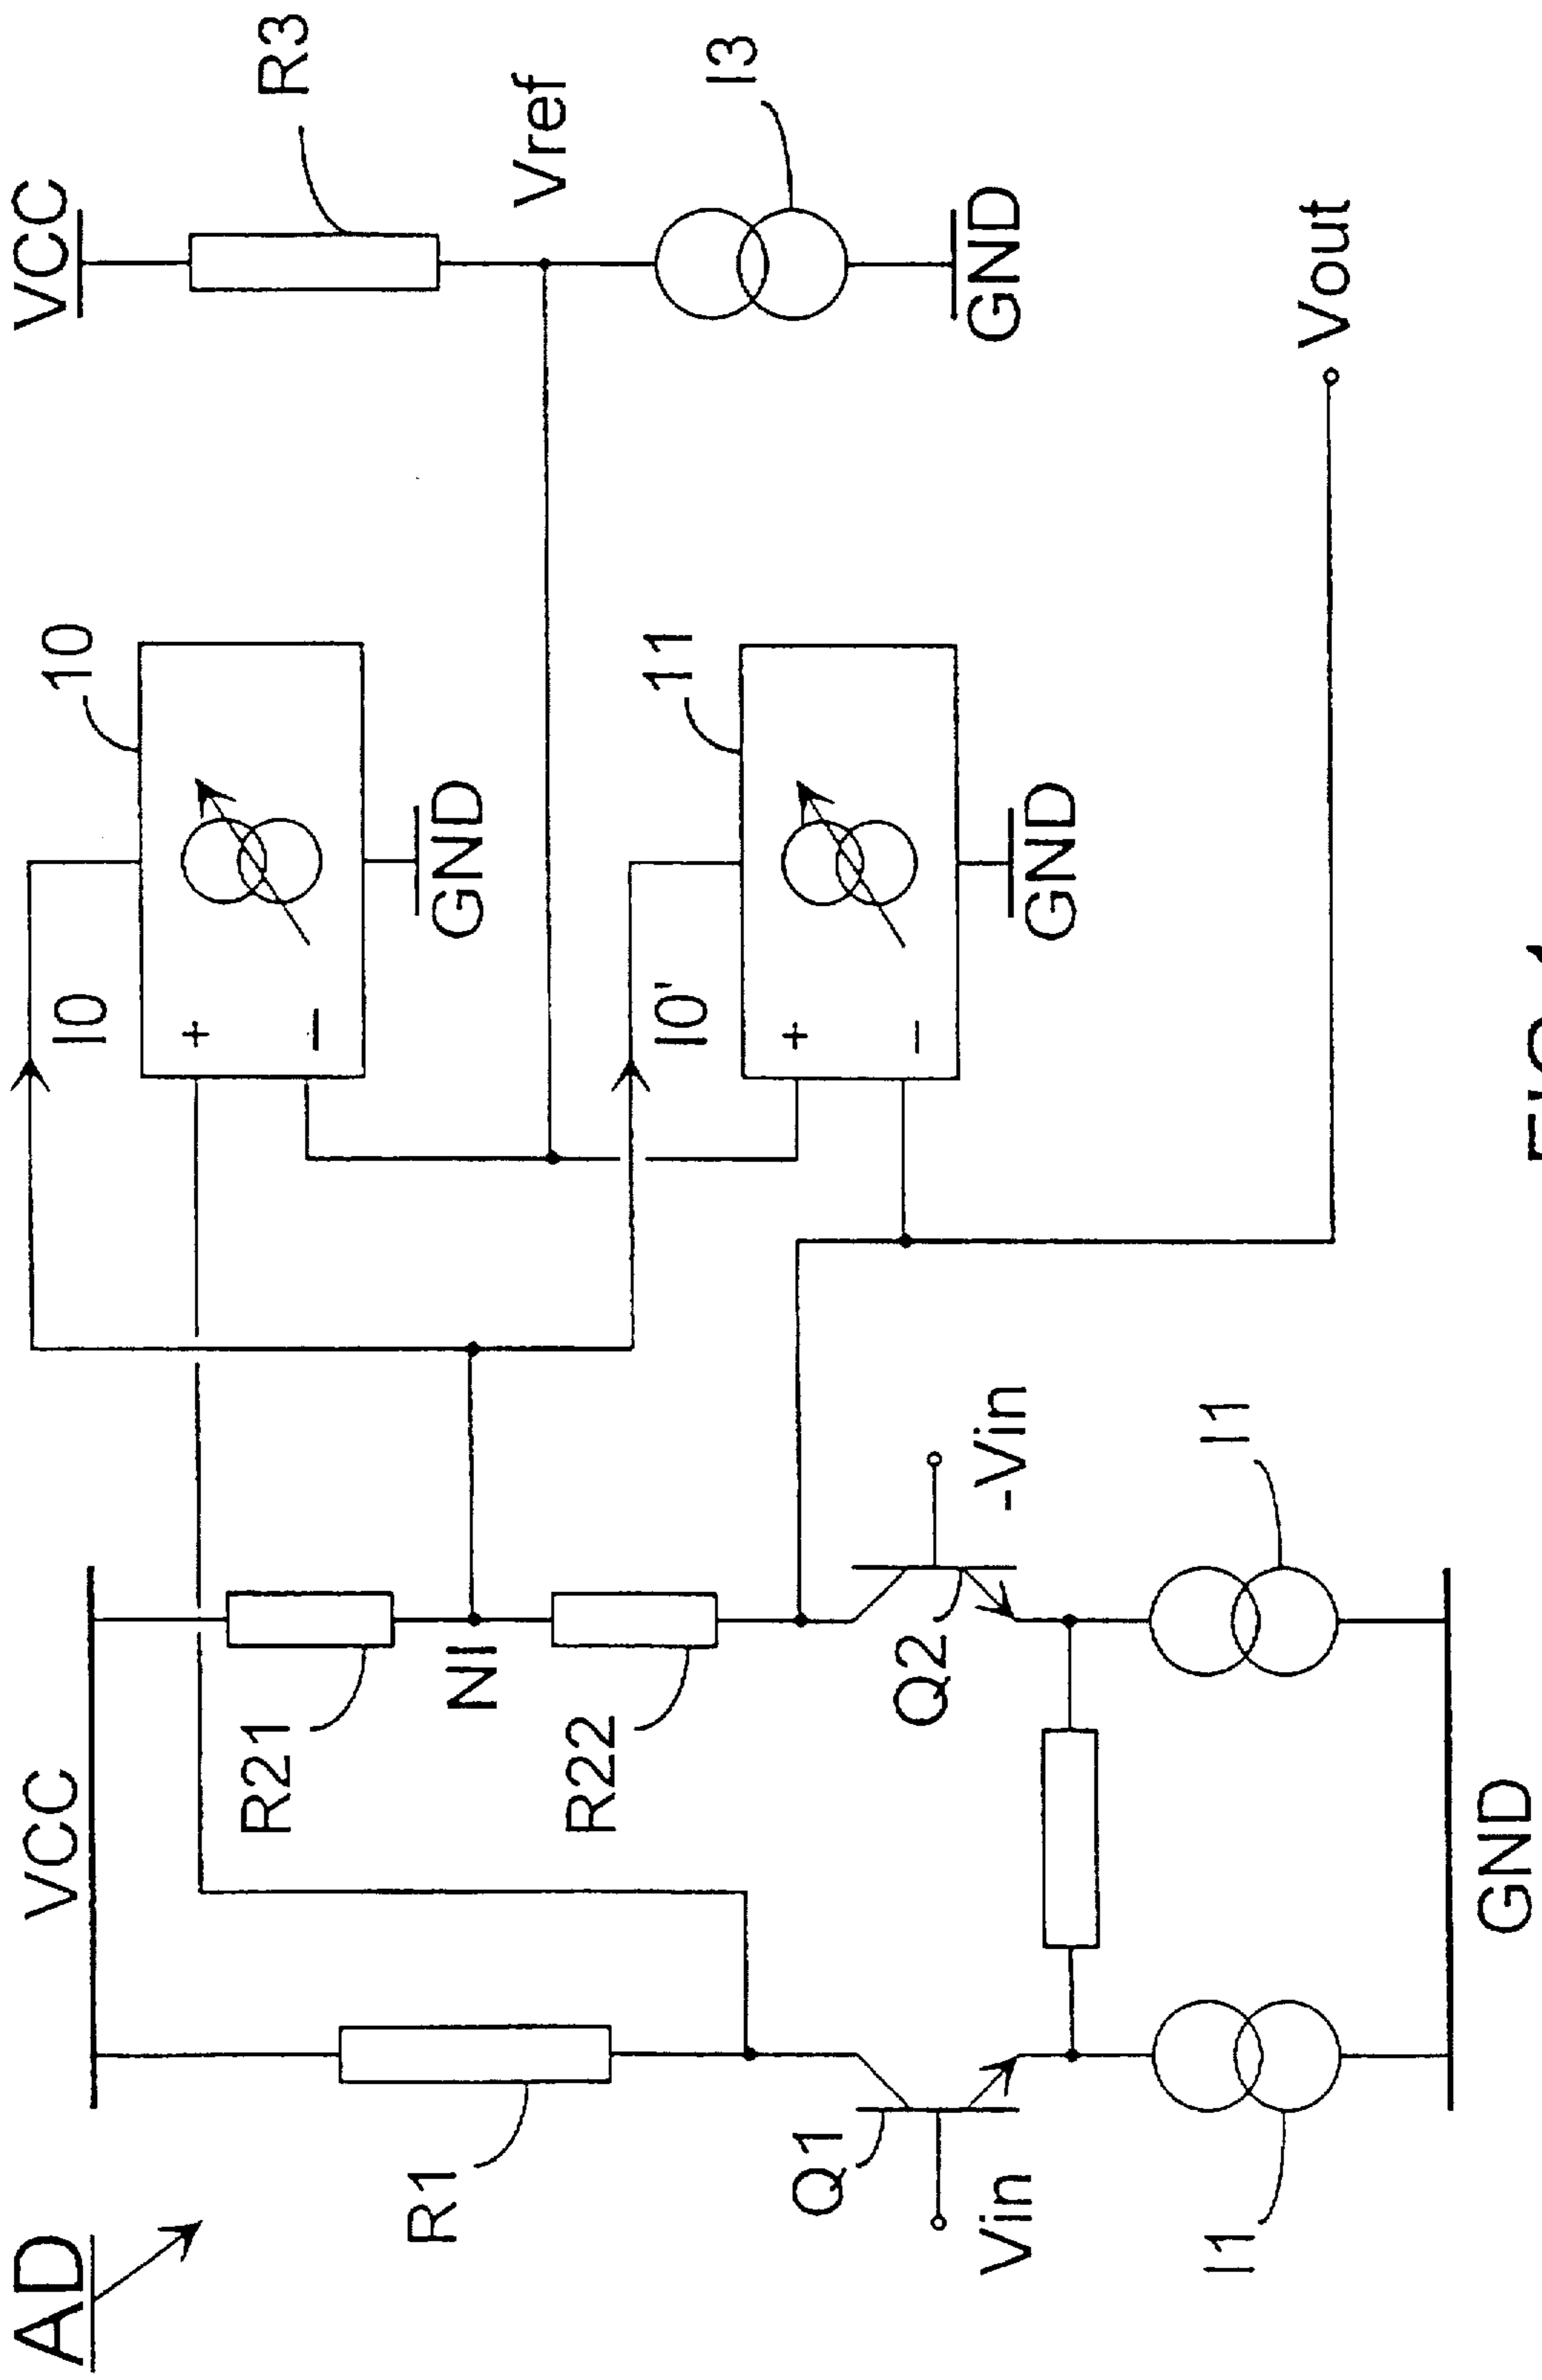 AD
VCC
VCC
R1
R21
NI
R22
I0
10
R3
Vref
I3
GND
GND
+
−
I0'
11
+
−
GND
Q1
Vin
Q2
-Vin
I1
I1
GND
Vout